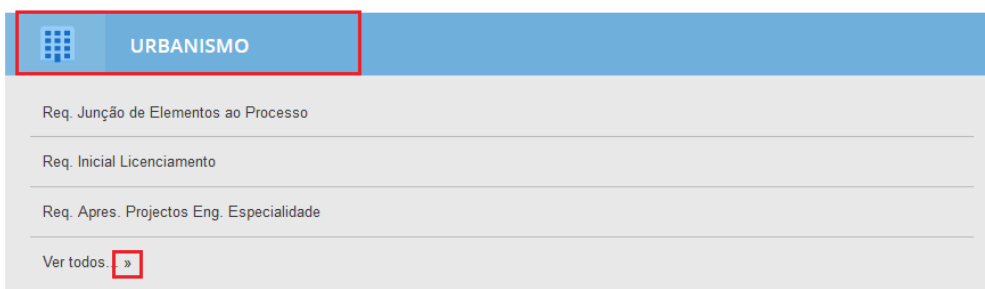 URBANISMO
Req. Junção de Elementos ao Processo
Req. Inicial Licenciamento
Req. Apres. Projectos Eng. Especialidade
Ver todos... »